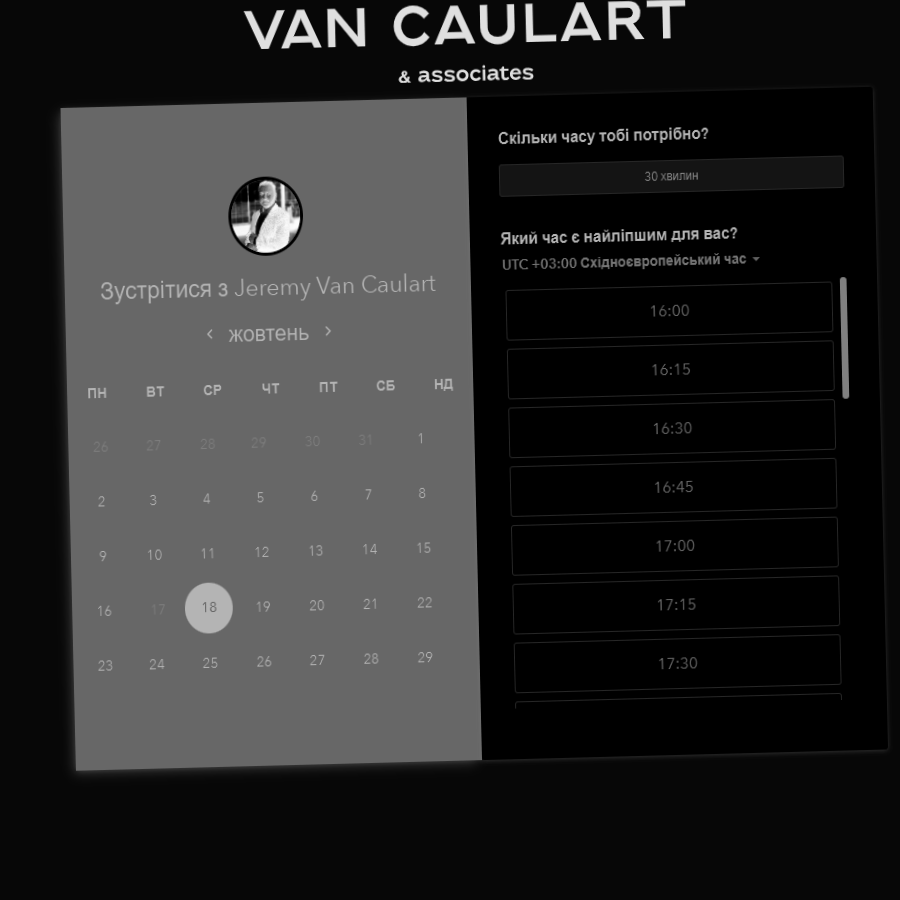 VAN CAULART
& associates
Зустрітися з Jeremy Van Caulart
жовтень
ПН ВТ СР ЧТ ПТ СБ НД
26 27 28 29 30 31 1
2 3 4 5 6 7 8
9 10 11 12 13 14 15
16 17 18 19 20 21 22
23 24 25 26 27 28 29
Скільки часу тобі потрібно?
30 хвилин
Який час є найліпшим для вас?
UTC +03:00 Східноєвропейський час
16:00
16:15
16:30
16:45
17:00
17:15
17:30